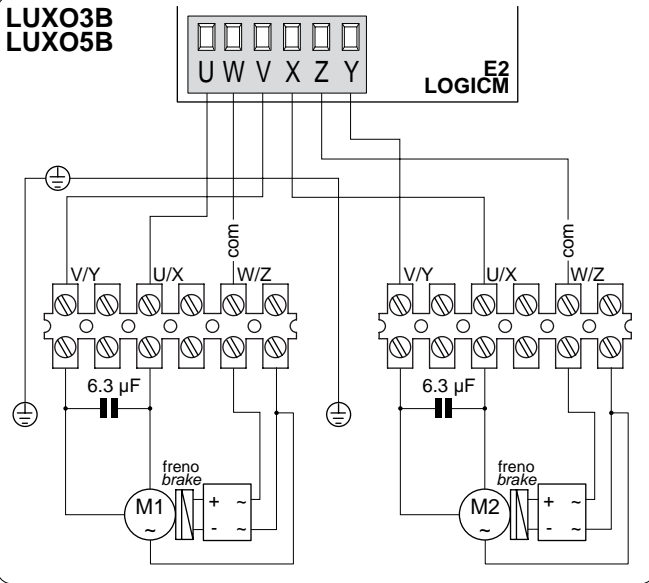 LUXO3B
LUXO5B
U W V X Z Y
E2
LOGICM
com
com
V/Y U/X W/Z
V/Y U/X W/Z
6.3 µF
6.3 µF
freno
brake
freno
brake
M1
~
+ ~
- ~
M2
~
+ ~
- ~